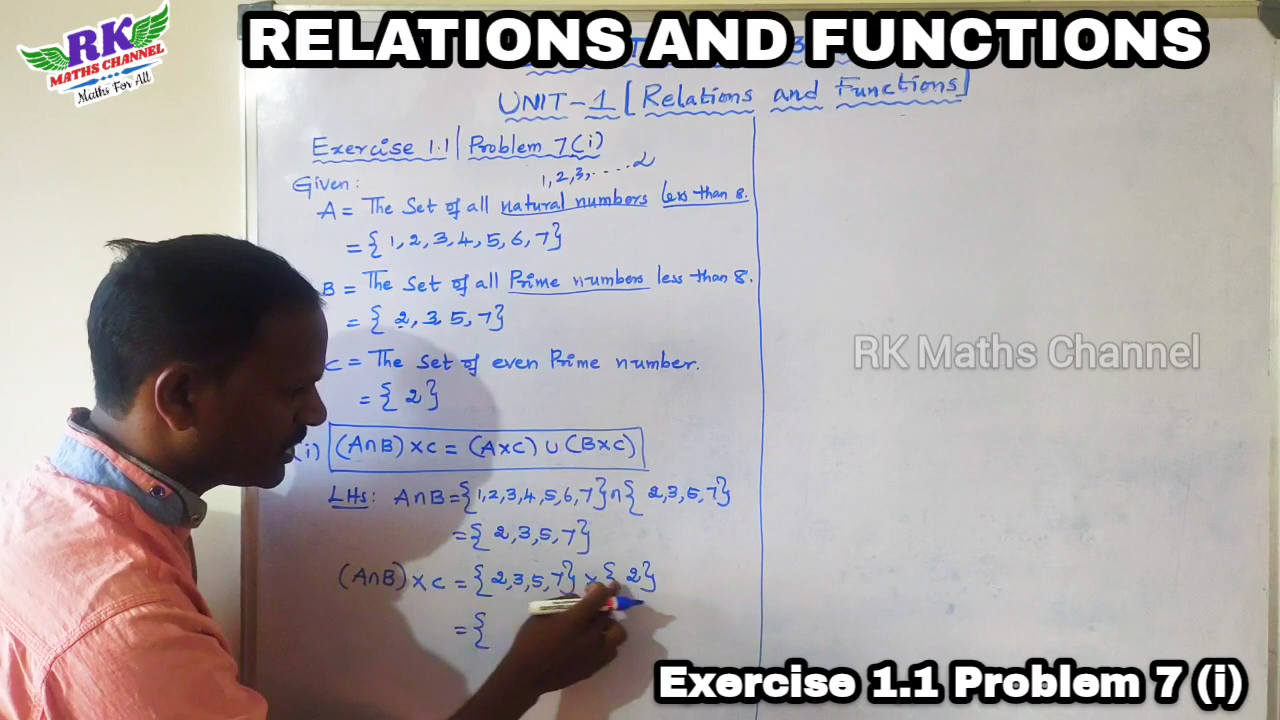 RK
MATHS CHANNEL
Maths For All
RELATIONS AND FUNCTIONS
UNIT-1 [Relations and Functions]
Exercise 1.1 | Problem 7(i)
1,2,3,.....∞
Given:
A = The Set of all natural numbers less than 8.
= { 1, 2, 3, 4, 5, 6, 7}
B = The Set of all Prime numbers less than 8.
= { 2, 3 5, 7}
C = The set of even Prime number.
= { 2}
RK Maths Channel
(i) (A∩B) × C = (A×C) ∪ (B×C)
LHS: A∩B = {1,2,3,4,5,6,7} ∩ { 2,3,5,7}
= { 2,3,5,7}
(A∩B) × C = { 2,3,5,7} × { 2}
= {
Exercise 1.1 Problem 7 (i)